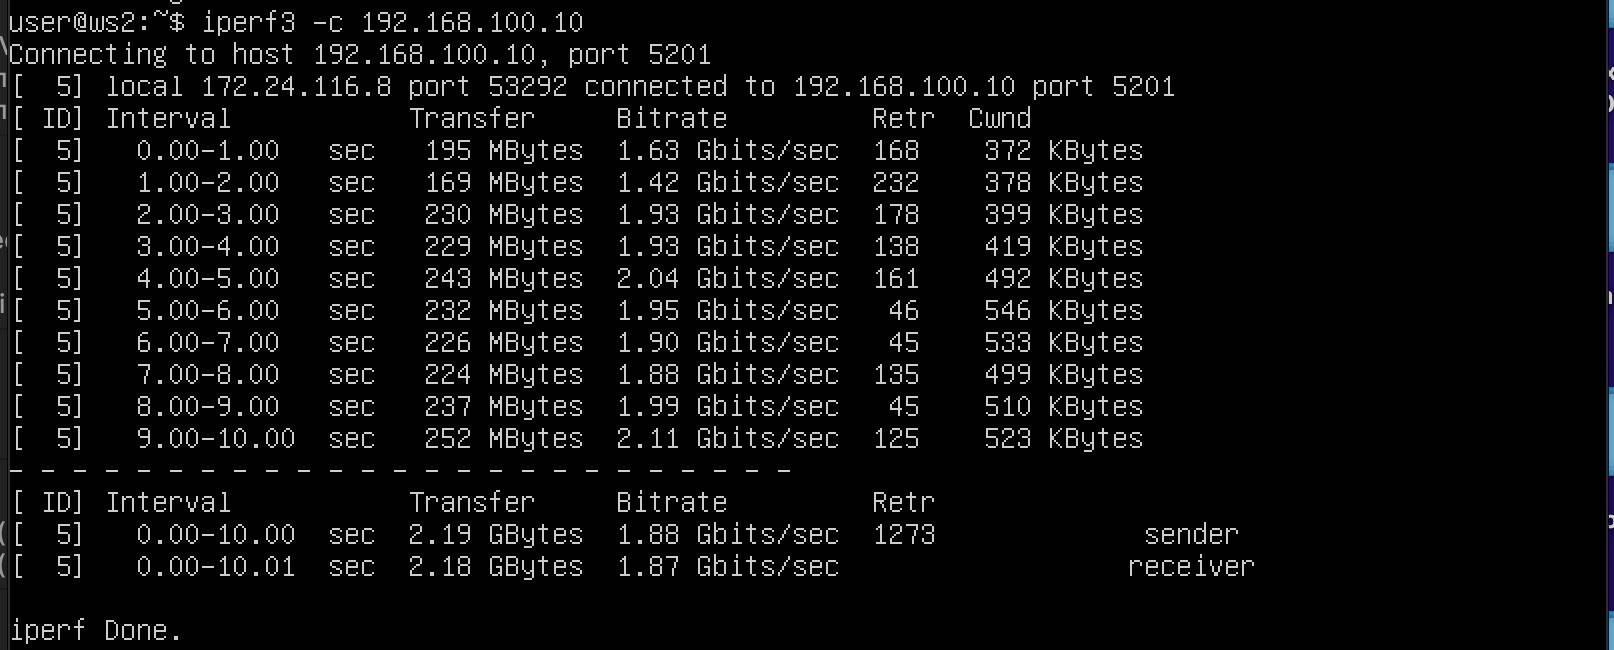 user@ws2:~$ iperf3 -c 192.168.100.10
Connecting to host 192.168.100.10, port 5201
[  5] local 172.24.116.8 port 53292 connected to 192.168.100.10 port 5201
[ ID] Interval           Transfer     Bitrate         Retr  Cwnd
[  5]   0.00-1.00   sec   195 MBytes  1.63 Gbits/sec  168    372 KBytes
[  5]   1.00-2.00   sec   169 MBytes  1.42 Gbits/sec  232    378 KBytes
[  5]   2.00-3.00   sec   230 MBytes  1.93 Gbits/sec  178    399 KBytes
[  5]   3.00-4.00   sec   229 MBytes  1.93 Gbits/sec  138    419 KBytes
[  5]   4.00-5.00   sec   243 MBytes  2.04 Gbits/sec  161    492 KBytes
[  5]   5.00-6.00   sec   232 MBytes  1.95 Gbits/sec   46    546 KBytes
[  5]   6.00-7.00   sec   226 MBytes  1.90 Gbits/sec   45    533 KBytes
[  5]   7.00-8.00   sec   224 MBytes  1.88 Gbits/sec  135    499 KBytes
[  5]   8.00-9.00   sec   237 MBytes  1.99 Gbits/sec   45    510 KBytes
[  5]   9.00-10.00  sec   252 MBytes  2.11 Gbits/sec  125    523 KBytes
- - - - - - - - - - - - - - - - - - - - - - - - -
[ ID] Interval           Transfer     Bitrate         Retr
[  5]   0.00-10.00  sec  2.19 GBytes  1.88 Gbits/sec  1273             sender
[  5]   0.00-10.01  sec  2.18 GBytes  1.87 Gbits/sec                  receiver
iperf Done.